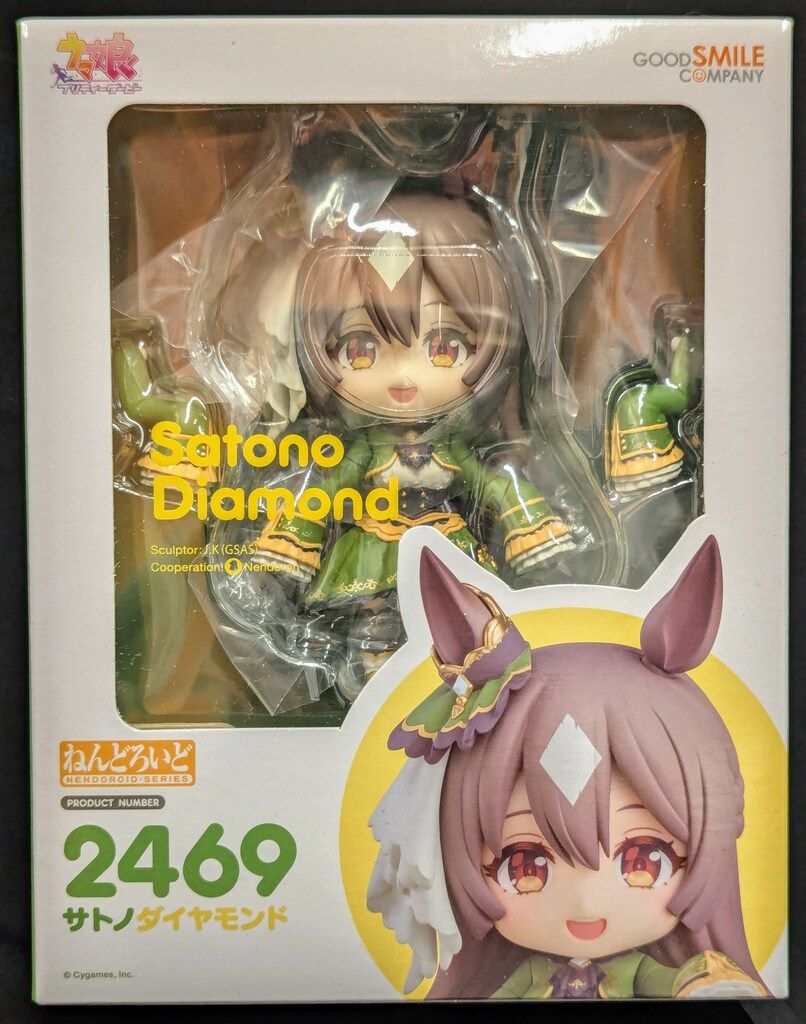 ウマ娘
プリティーダービー
GOOD SMILE
COMPANY
Satono
Diamond
Sculptor: J.K (GSAS)
Cooperation: Nendoron
ねんどろいど
NENDOROID·SERIES
PRODUCT NUMBER
2469
サトノダイヤモンド
© Cygames, Inc.